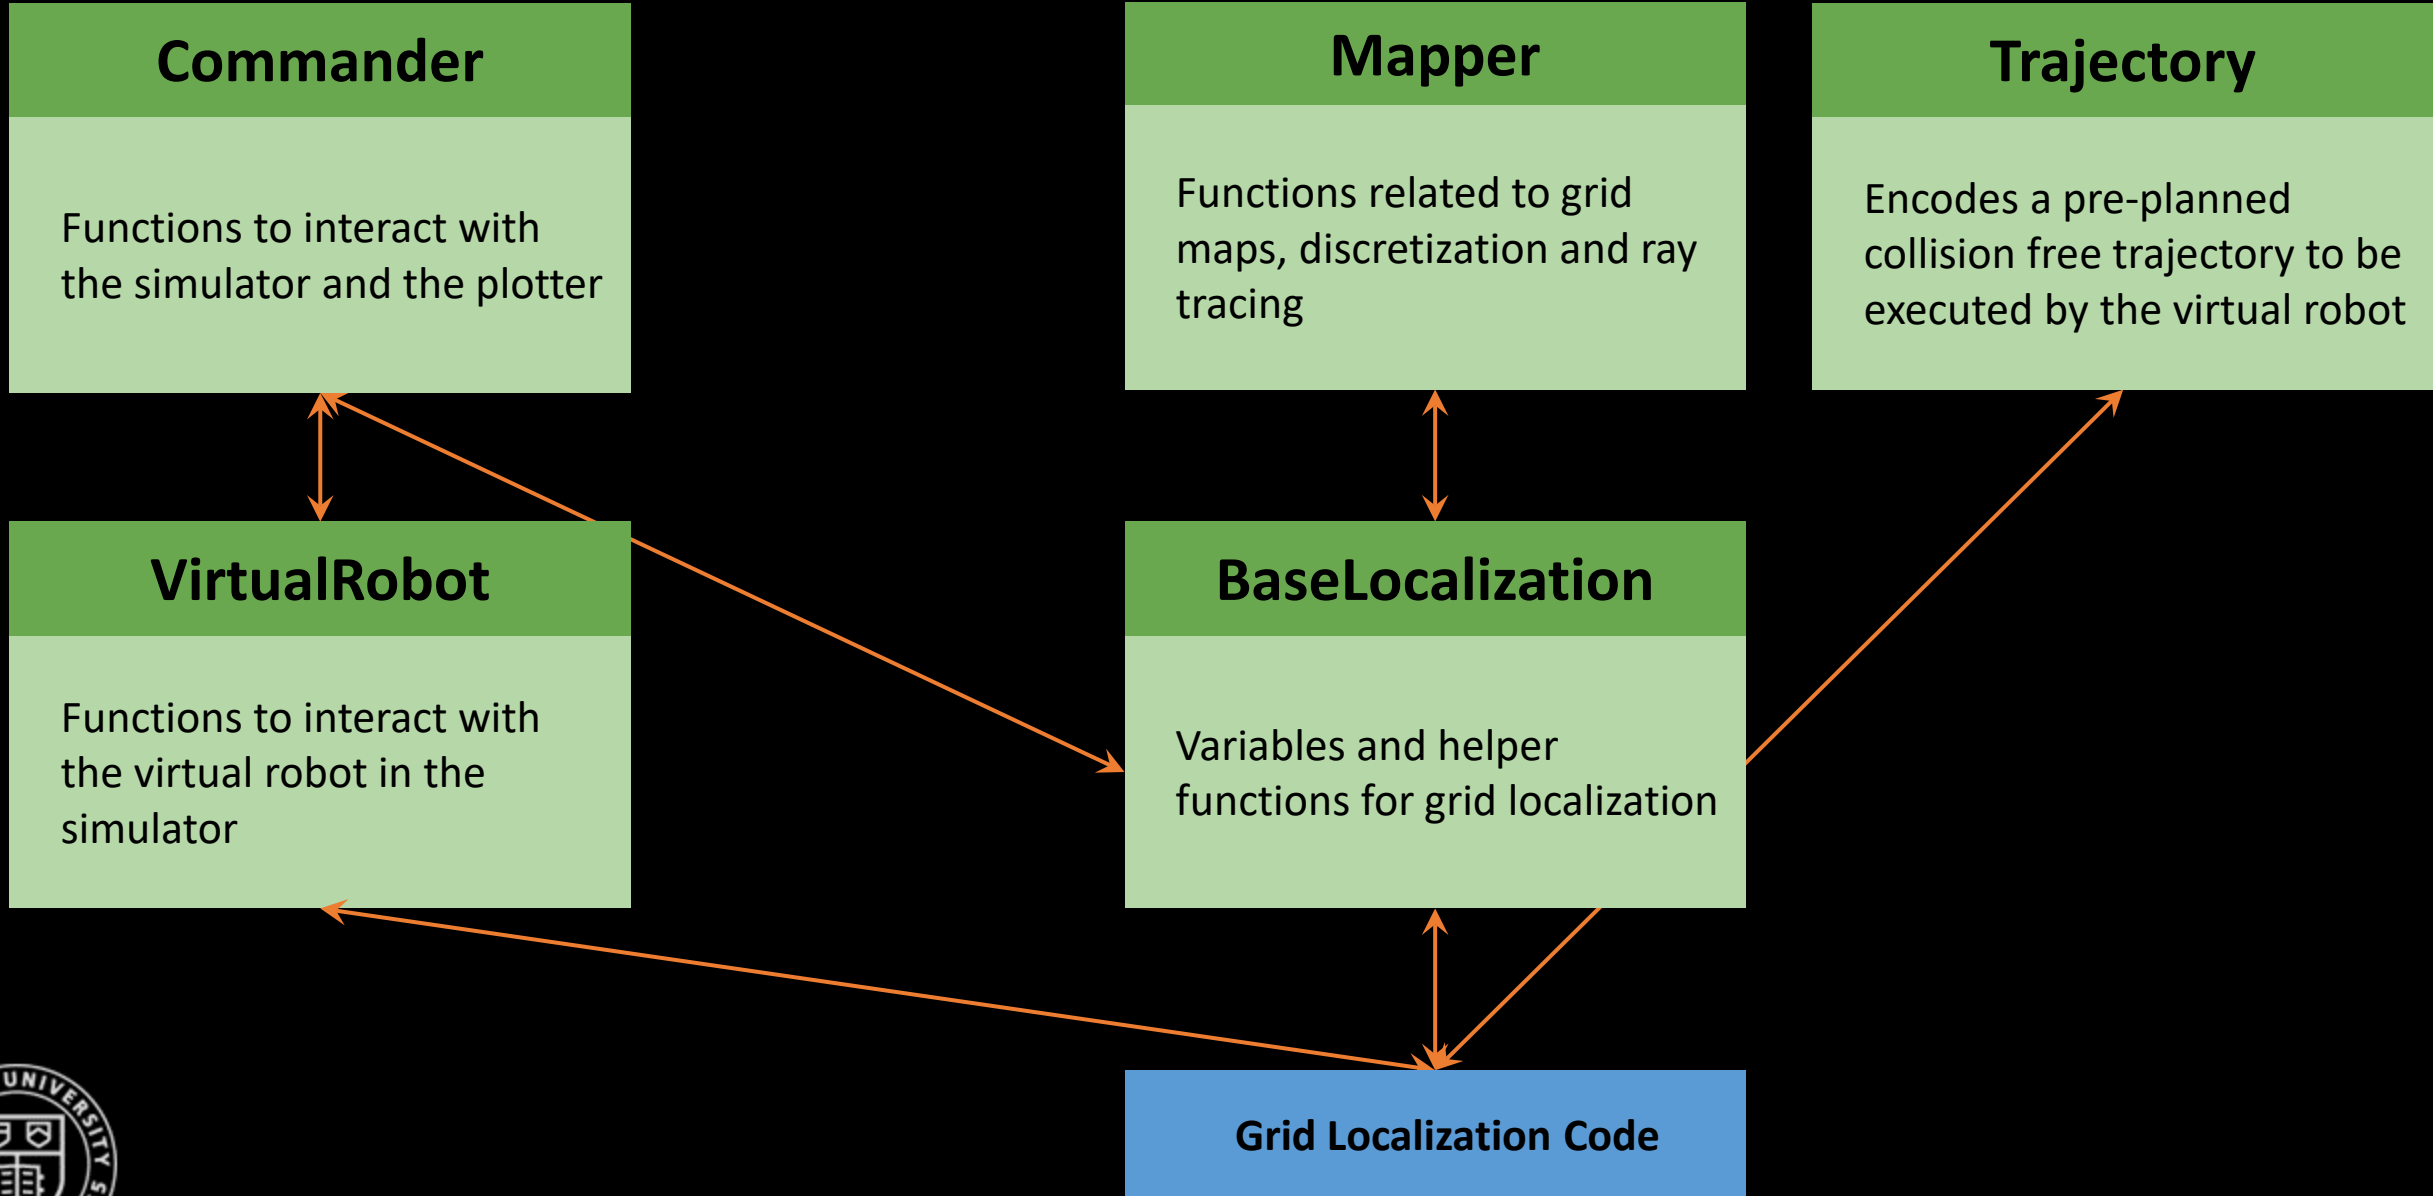 Commander
Functions to interact with
the simulator and the plotter
Mapper
Functions related to grid
maps, discretization and ray
tracing
Trajectory
Encodes a pre-planned
collision free trajectory to be
executed by the virtual robot
VirtualRobot
Functions to interact with
the virtual robot in the
simulator
BaseLocalization
Variables and helper
functions for grid localization
Grid Localization Code
UNIVERSITY